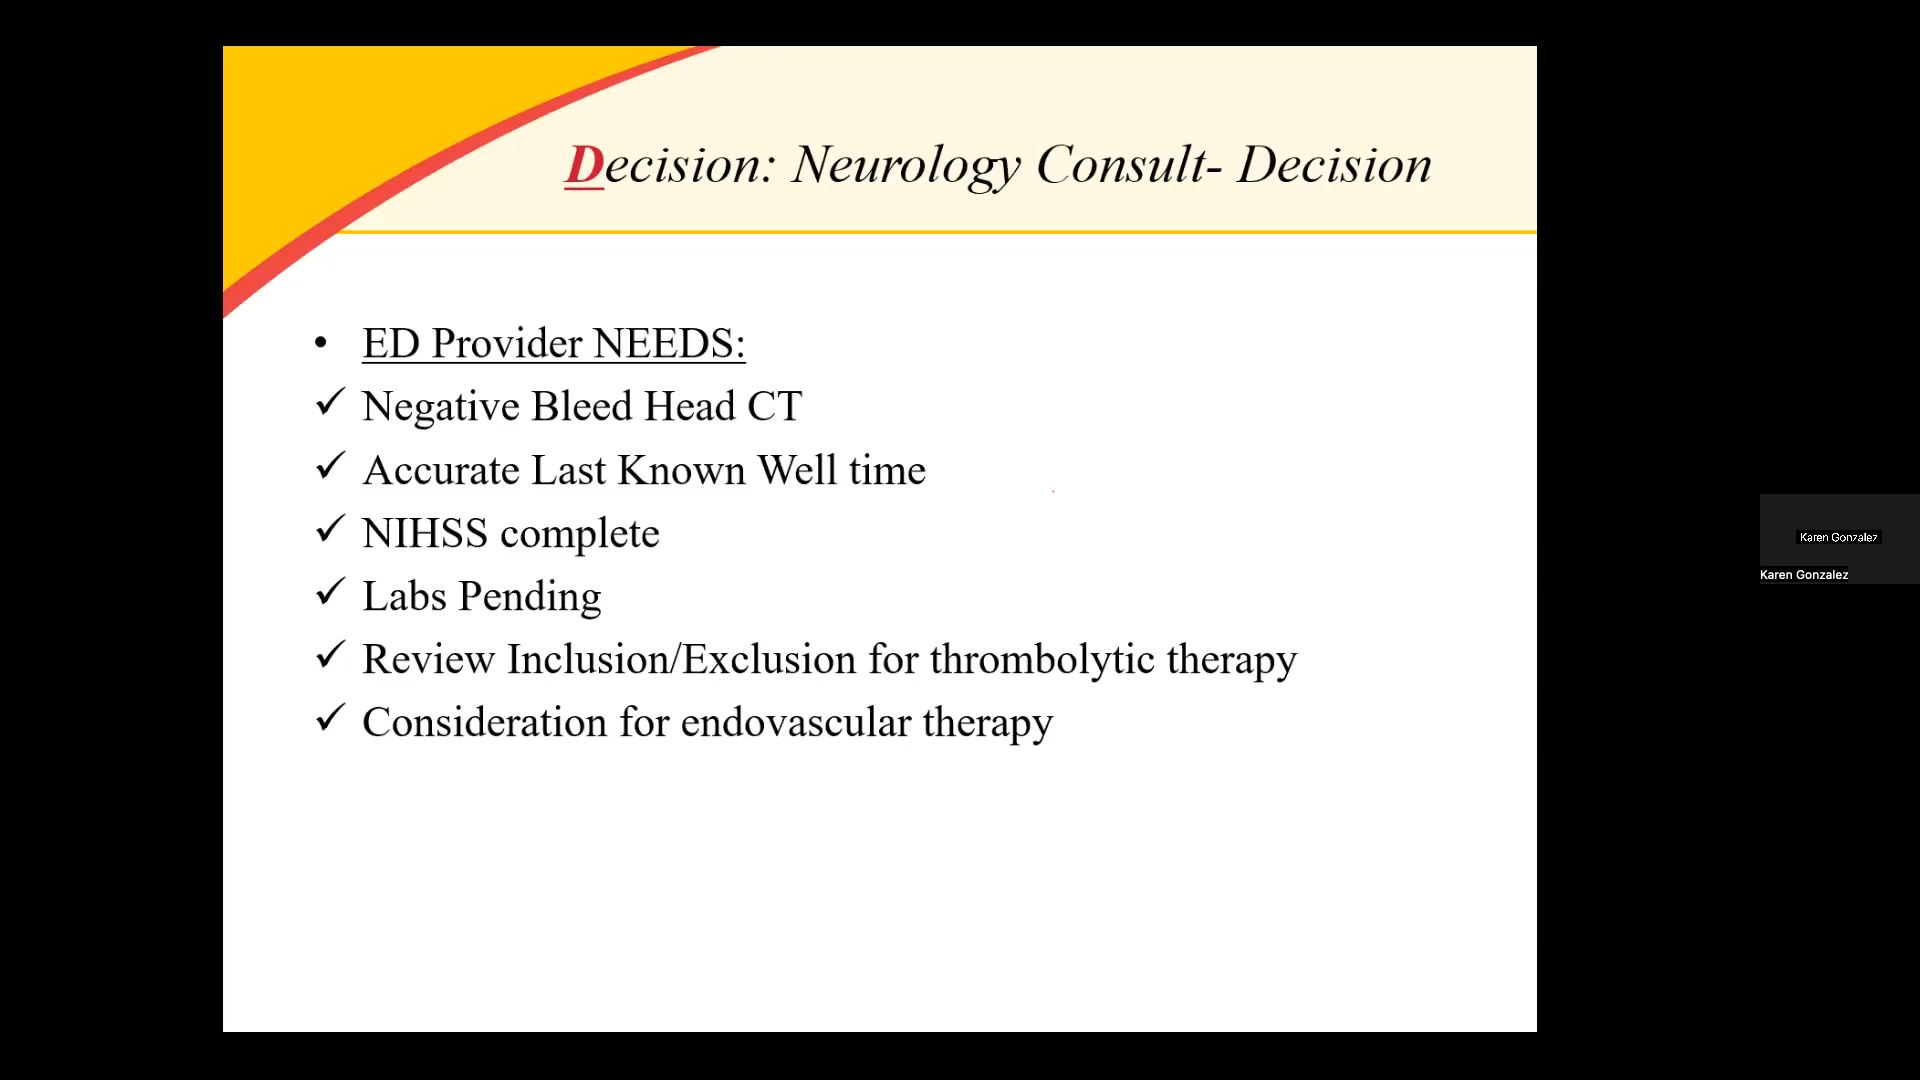 Decision: Neurology Consult- Decision
• ED Provider NEEDS:
✓ Negative Bleed Head CT
✓ Accurate Last Known Well time
✓ NIHSS complete
✓ Labs Pending
✓ Review Inclusion/Exclusion for thrombolytic therapy
✓ Consideration for endovascular therapy
Karen Gonzalez
Karen Gonzalez